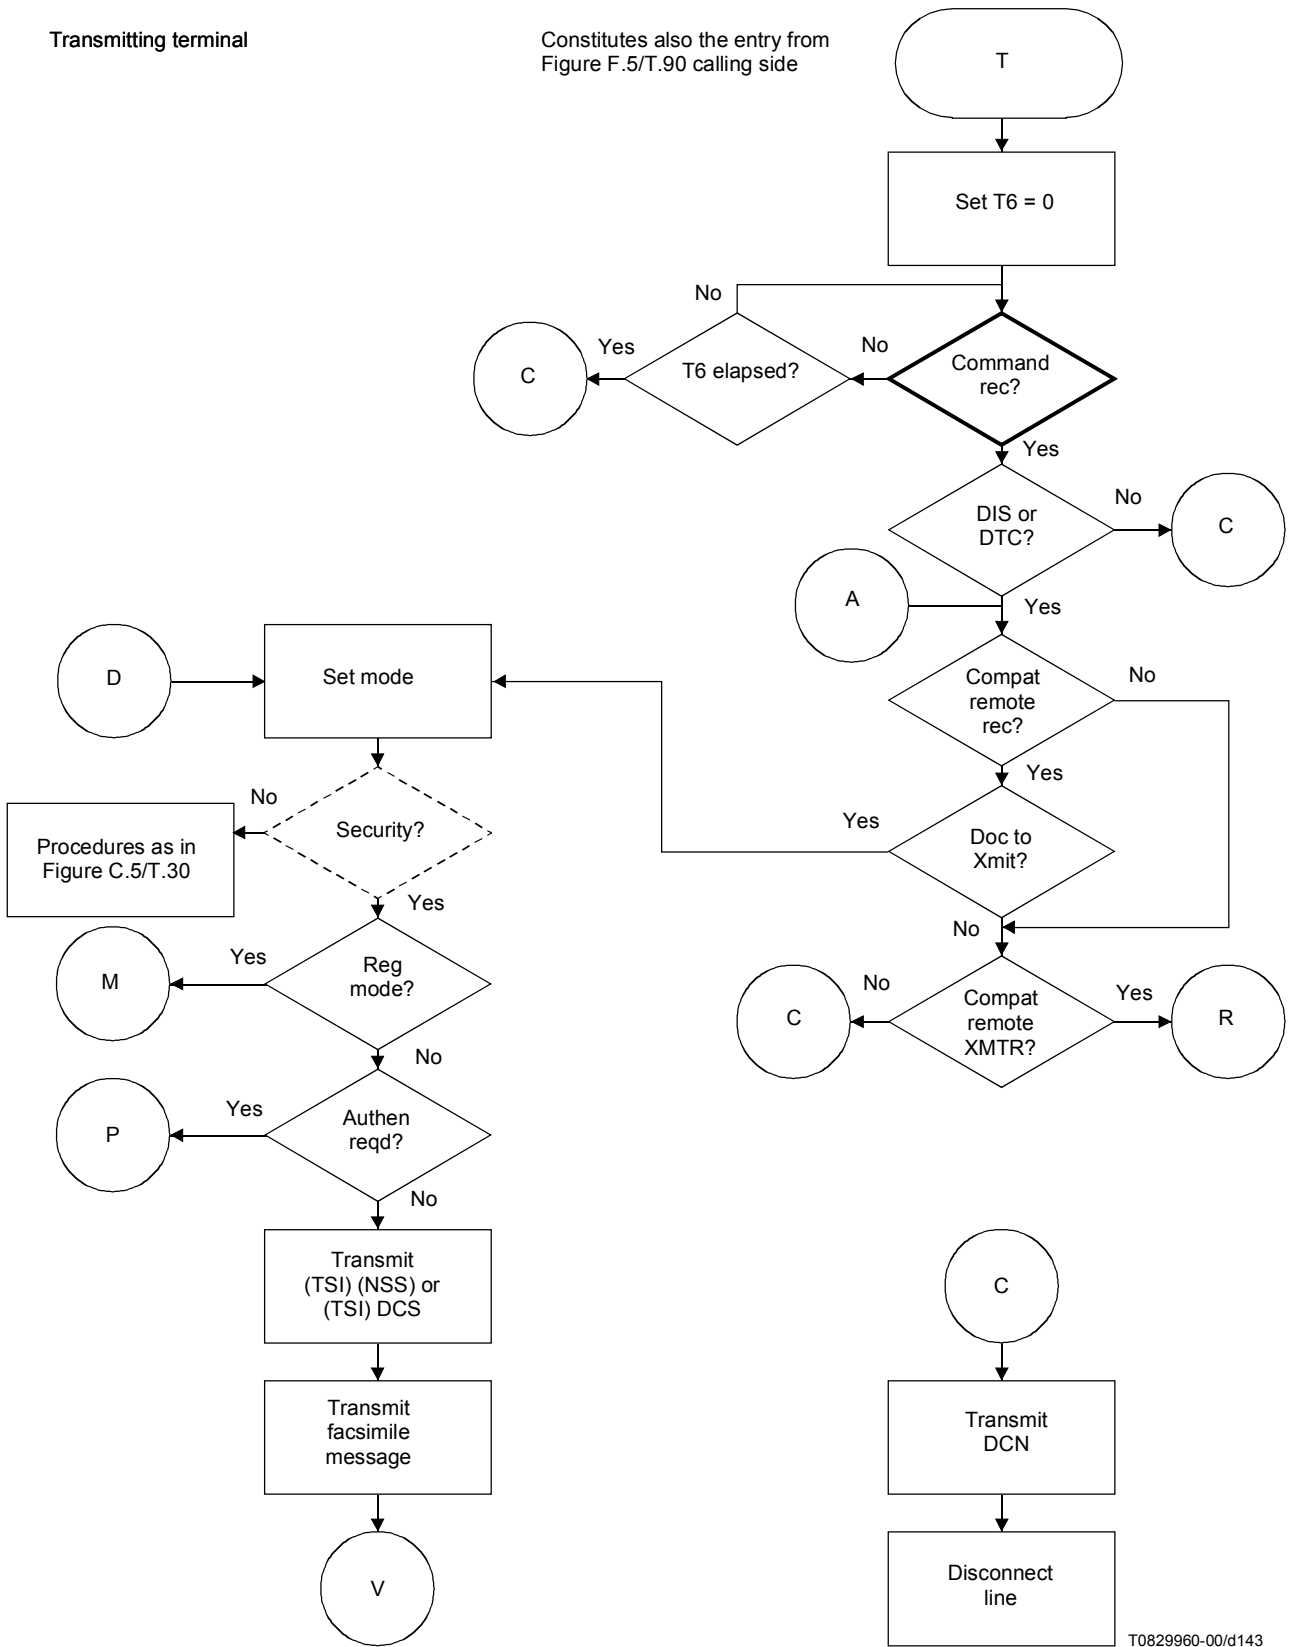 Transmitting terminal
Constitutes also the entry from
Figure F.5/T.90 calling side
T
Set T6 = 0
No
Yes
No
C
T6 elapsed?
Command
rec?
Yes
No
DIS or
DTC?
C
A
Yes
D
Set mode
Compat
remote
rec?
No
Yes
No
Security?
Yes
Doc to
Xmit?
Procedures as in
Figure C.5/T.30
Yes
No
Yes
M
Reg
mode?
No
Yes
C
Compat
remote
XMTR?
R
No
Yes
P
Authen
reqd?
No
Transmit
(TSI) (NSS) or
(TSI) DCS
C
Transmit
facsimile
message
Transmit
DCN
V
Disconnect
line
T0829960-00/d143